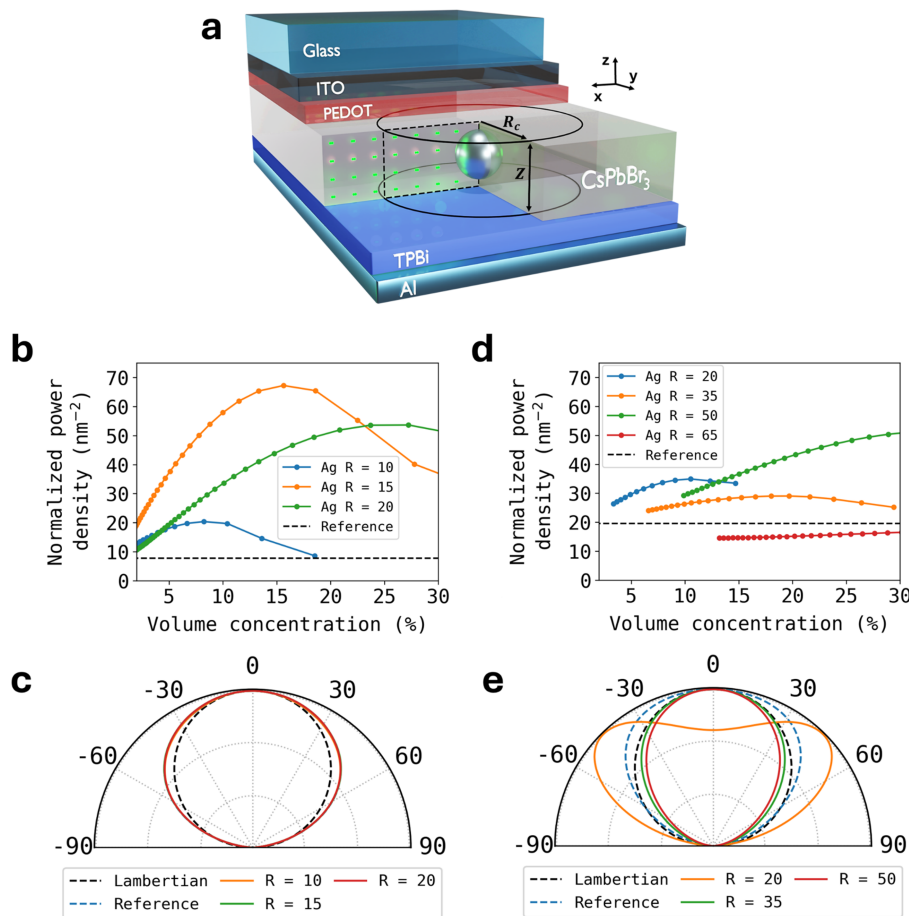 a
Glass
ITO
PEDOT
z
x
y
R_c
Z
CsPbBr₃
TPBi
Al
b
Normalized power
density (nm⁻²)
70
60
50
40
30
20
10
0
Ag R = 10
Ag R = 15
Ag R = 20
Reference
5 10 15 20 25 30
Volume concentration (%)
d
Normalized power
density (nm⁻²)
70
60
50
40
30
20
10
0
Ag R = 20
Ag R = 35
Ag R = 50
Ag R = 65
Reference
5 10 15 20 25 30
Volume concentration (%)
c
-90 -60 -30 0 30 60 90
Lambertian R = 10 R = 20
Reference R = 15
e
-90 -60 -30 0 30 60 90
Lambertian R = 20 R = 50
Reference R = 35